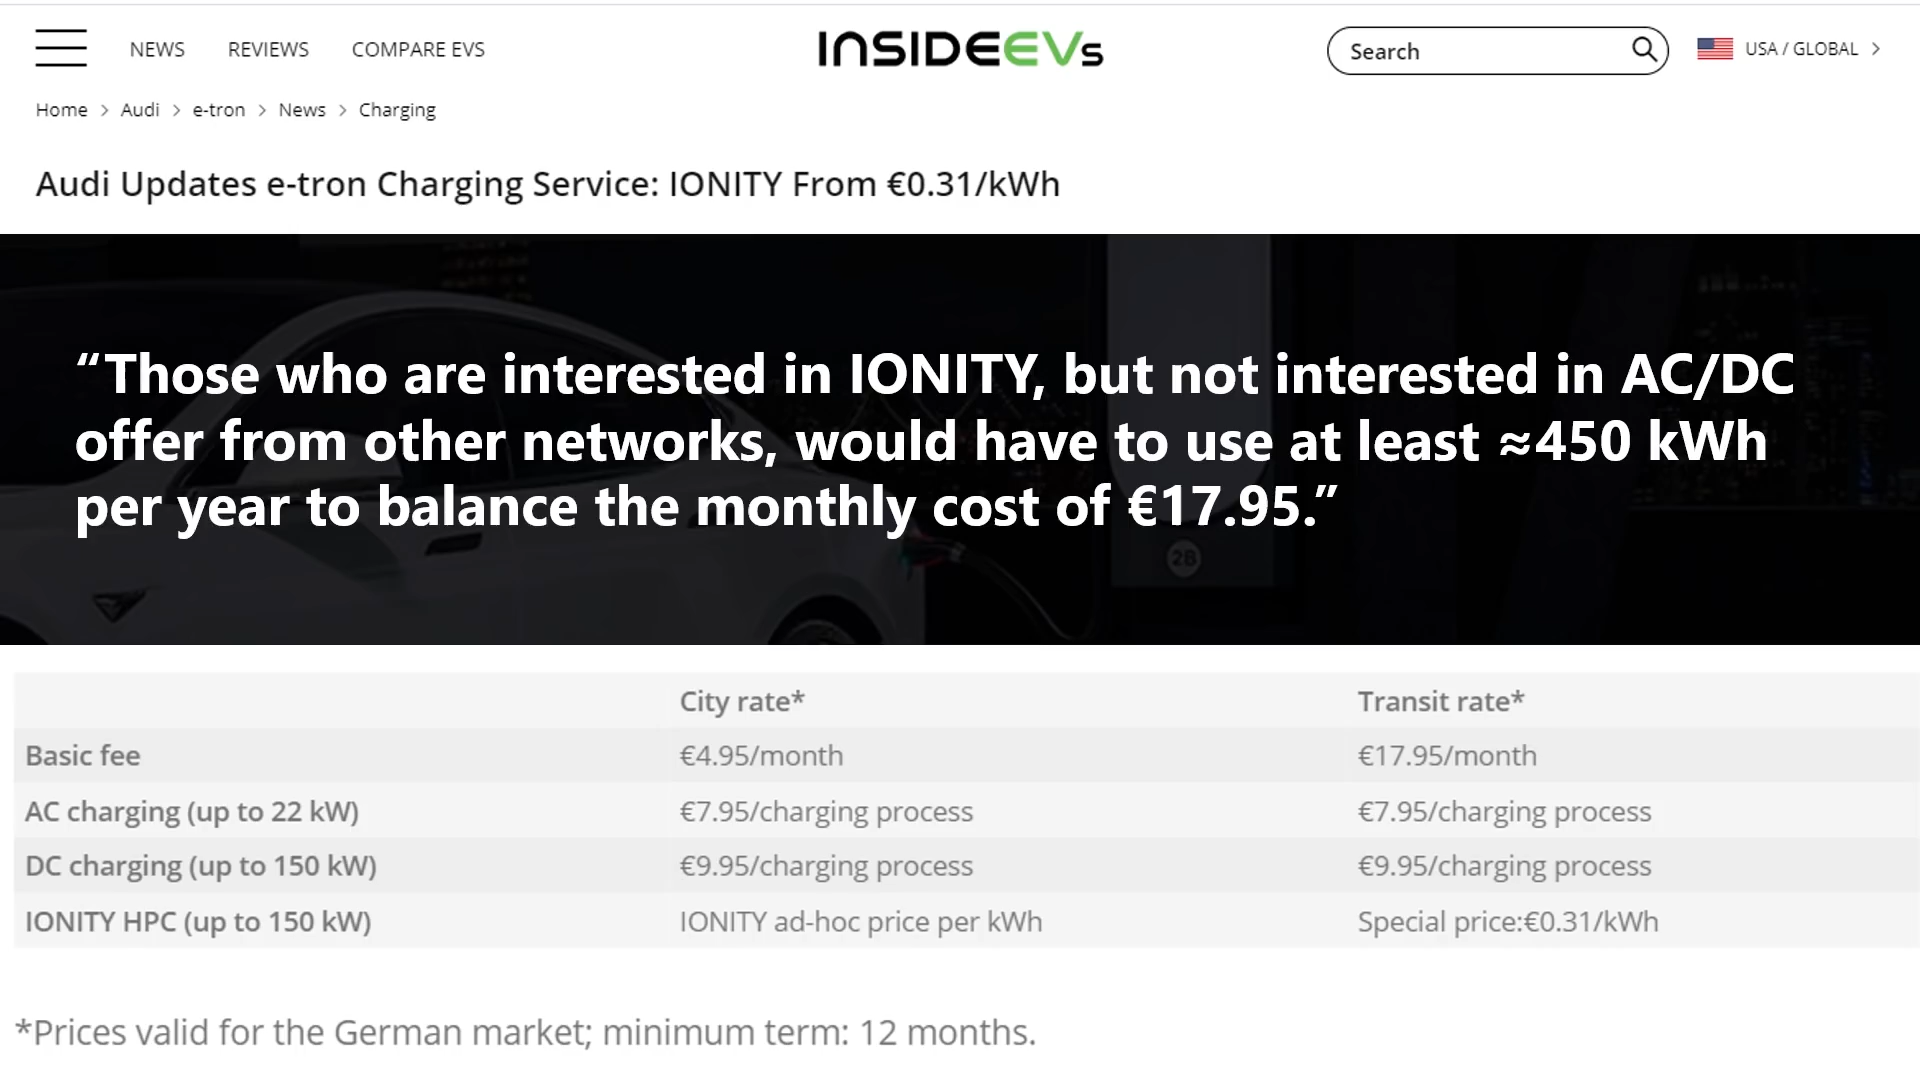 NEWS REVIEWS COMPARE EVS INSIDEEVs Search USA / GLOBAL >
Home > Audi > e-tron > News > Charging
Audi Updates e-tron Charging Service: IONITY From €0.31/kWh
“Those who are interested in IONITY, but not interested in AC/DC
offer from other networks, would have to use at least ≈450 kWh
per year to balance the monthly cost of €17.95.”
2B
City rate* Transit rate*
Basic fee €4.95/month €17.95/month
AC charging (up to 22 kW) €7.95/charging process €7.95/charging process
DC charging (up to 150 kW) €9.95/charging process €9.95/charging process
IONITY HPC (up to 150 kW) IONITY ad-hoc price per kWh Special price:€0.31/kWh
*Prices valid for the German market; minimum term: 12 months.